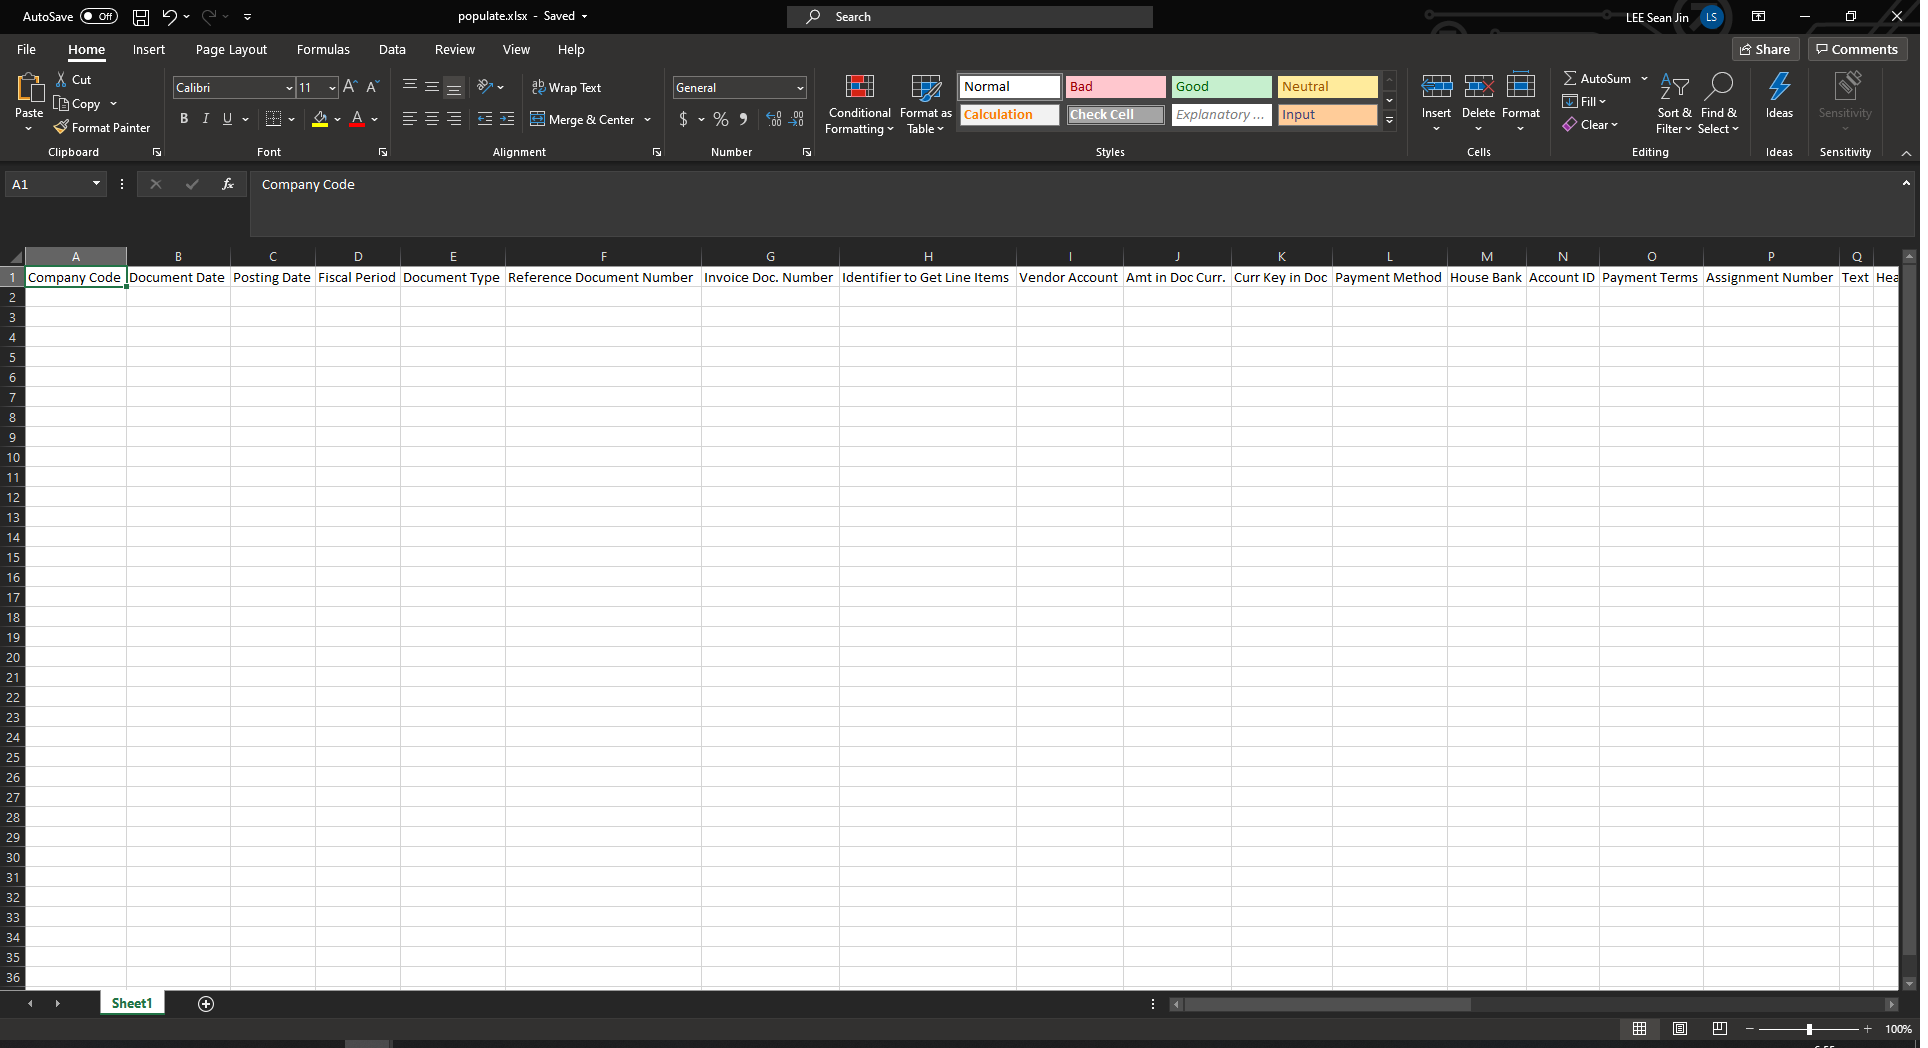 AutoSave Off populate.xlsx - Saved Search LEE Sean Jin LS
File Home Insert Page Layout Formulas Data Review View Help Share Comments
Paste Cut Copy Format Painter Clipboard
Calibri 11 B I U A A A Font
Wrap Text Merge & Center Alignment
General $ % Number
Conditional Formatting Format as Table
Normal Bad Good Neutral
Calculation Check Cell Explanatory ... Input
Styles
Insert Delete Format Cells
AutoSum Fill Clear Sort & Filter Find & Select Editing
Ideas Ideas
Sensitivity Sensitivity
A1 fx Company Code
A B C D E F G H I J K L M N O P Q
1 Company Code Document Date Posting Date Fiscal Period Document Type Reference Document Number Invoice Doc. Number Identifier to Get Line Items Vendor Account Amt in Doc Curr. Curr Key in Doc Payment Method House Bank Account ID Payment Terms Assignment Number Text Hea
2
3
4
5
6
7
8
9
10
11
12
13
14
15
16
17
18
19
20
21
22
23
24
25
26
27
28
29
30
31
32
33
34
35
36
Sheet1
100%